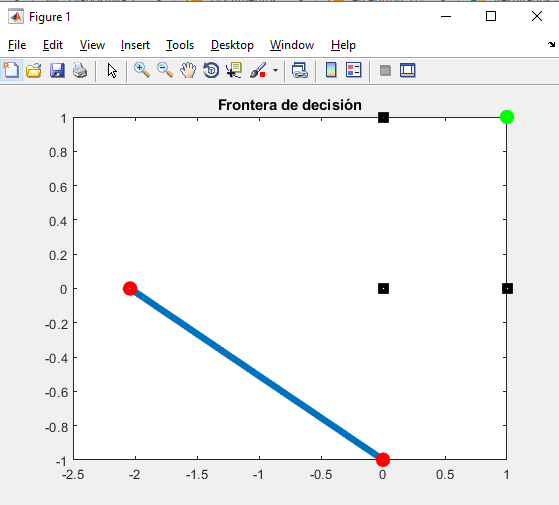 Figure 1
File Edit View Insert Tools Desktop Window Help
Frontera de decisión
1
0.8
0.6
0.4
0.2
0
-0.2
-0.4
-0.6
-0.8
-1
-2.5 -2 -1.5 -1 -0.5 0 0.5 1